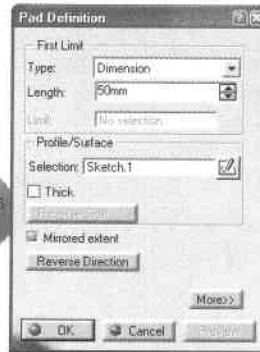 Pad Definition
First Limit
Type: Dimension
Length: 50mm
Limit: No selection
Profile/Surface
Selection: Sketch.1
Thick
Mirrored extent
Reverse Direction
More>>
OK Cancel Preview